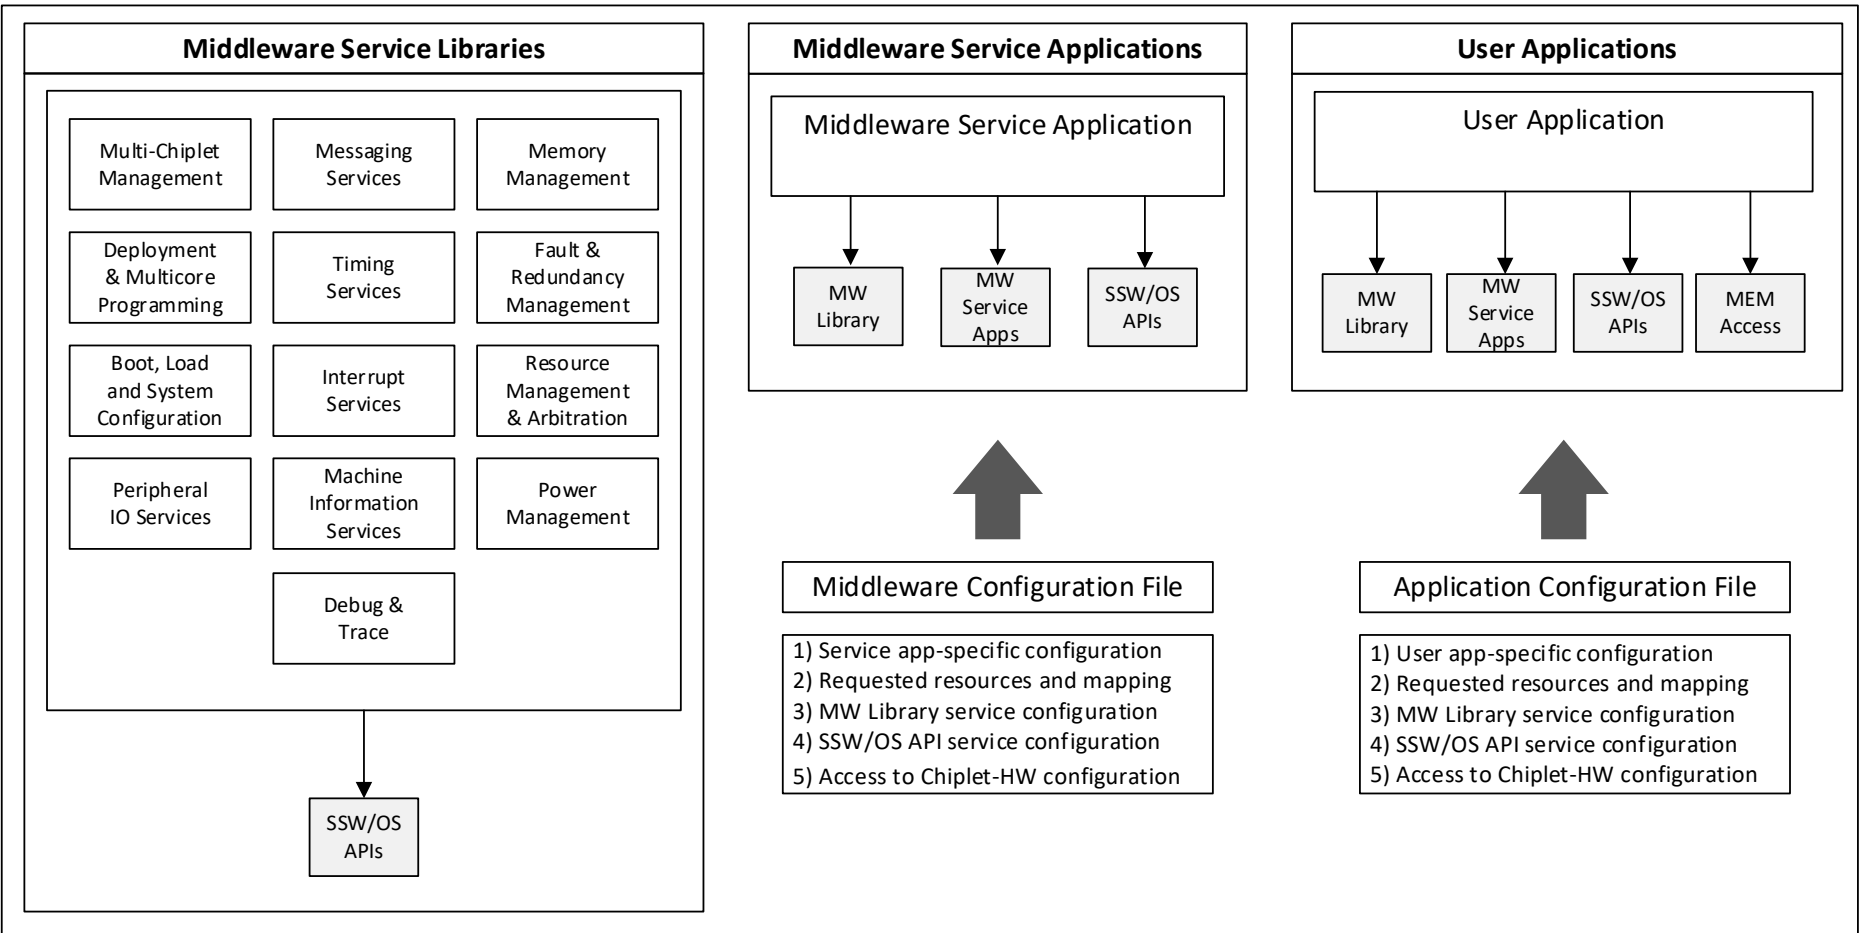 Middleware Service Libraries
Multi-Chiplet
Management
Messaging
Services
Memory
Management
Deployment
& Multicore
Programming
Timing
Services
Fault &
Redundancy
Management
Boot, Load
and System
Configuration
Interrupt
Services
Resource
Management
& Arbitration
Peripheral
IO Services
Machine
Information
Services
Power
Management
Debug &
Trace
SSW/OS
APIs
Middleware Service Applications
Middleware Service Application
MW
Library
MW
Service
Apps
SSW/OS
APIs
Middleware Configuration File
1) Service app-specific configuration
2) Requested resources and mapping
3) MW Library service configuration
4) SSW/OS API service configuration
5) Access to Chiplet-HW configuration
User Applications
User Application
MW
Library
MW
Service
Apps
SSW/OS
APIs
MEM
Access
Application Configuration File
1) User app-specific configuration
2) Requested resources and mapping
3) MW Library service configuration
4) SSW/OS API service configuration
5) Access to Chiplet-HW configuration